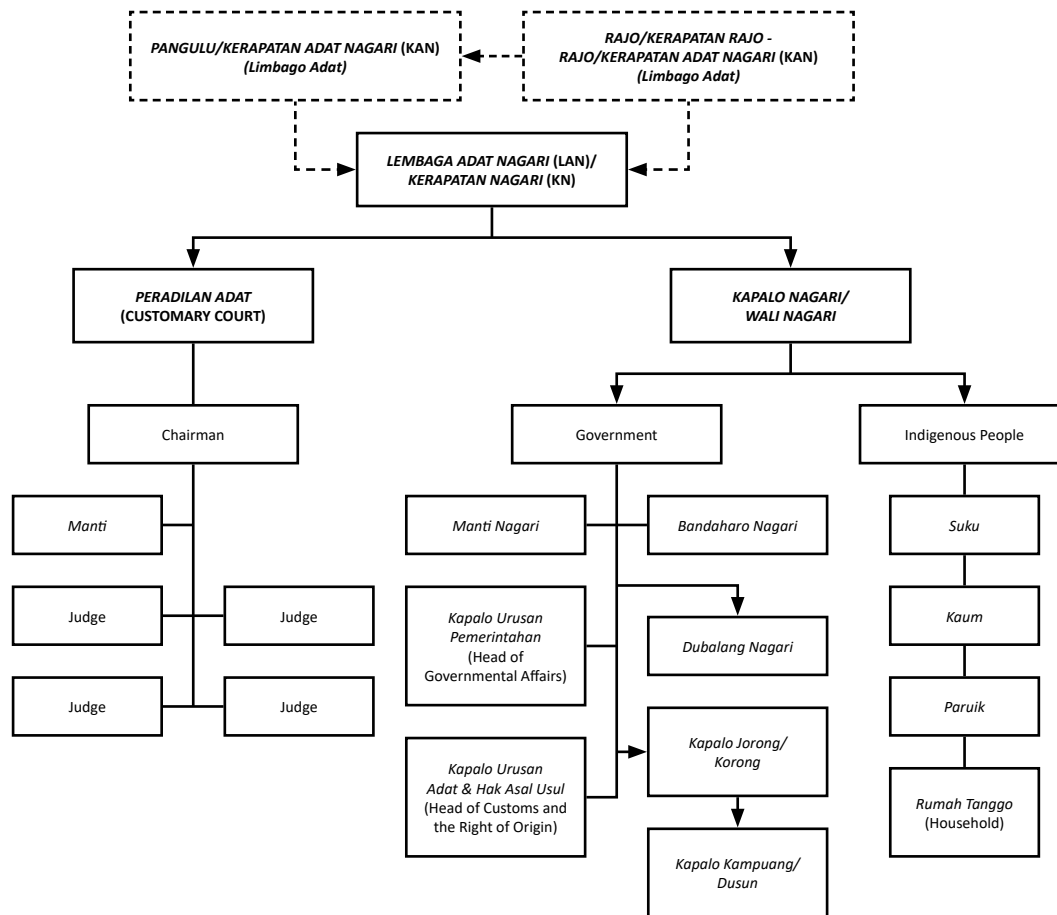 PANGULU/KERAPATAN ADAT NAGARI (KAN)
(Limbago Adat)
RAJO/KERAPATAN RAJO -
RAJO/KERAPATAN ADAT NAGARI (KAN)
(Limbago Adat)
LEMBAGA ADAT NAGARI (LAN)/
KERAPATAN NAGARI (KN)
PERADILAN ADAT
(CUSTOMARY COURT)
KAPALO NAGARI/
WALI NAGARI
Chairman
Government
Indigenous People
Manti
Manti Nagari
Bandaharo Nagari
Suku
Judge
Judge
Kapalo Urusan
Pemerintahan
(Head of
Governmental Affairs)
Dubalang Nagari
Kaum
Judge
Judge
Kapalo Urusan
Adat & Hak Asal Usul
(Head of Customs and
the Right of Origin)
Kapalo Jorong/
Korong
Paruik
Rumah Tanggo
(Household)
Kapalo Kampuang/
Dusun